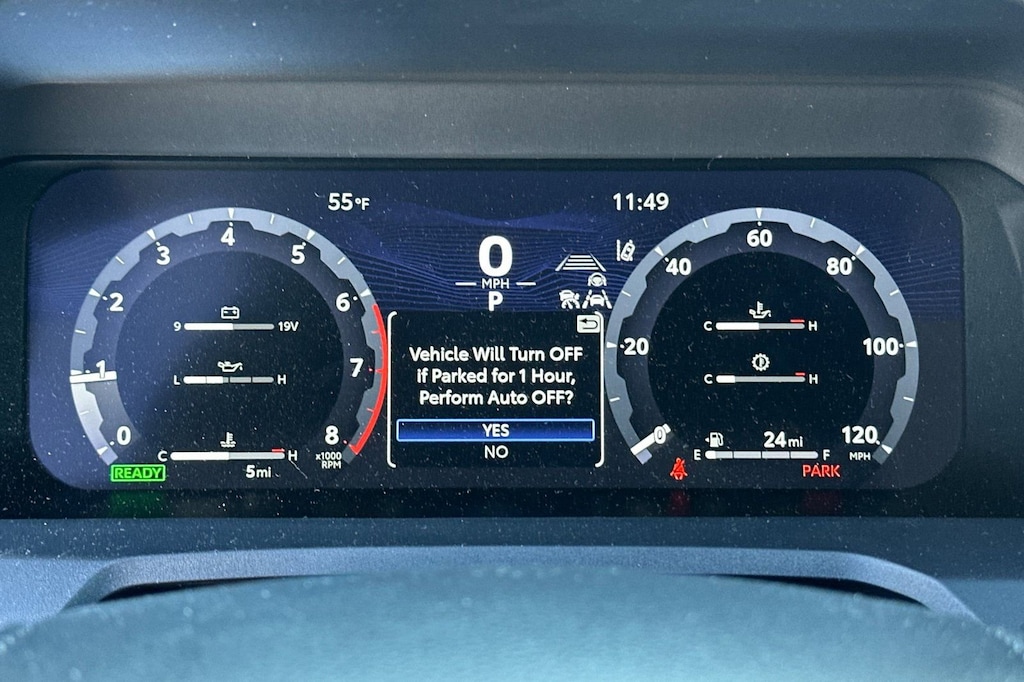 55°F
11:49
0
MPH
P
0
1
2
3
4
5
6
7
8
x1000
RPM
9 19V
L H
C H
5mi
READY
Vehicle Will Turn OFF
if Parked for 1 Hour,
Perform Auto OFF?
YES
NO
0
20
40
60
80
100
120
MPH
C H
C H
24mi
E F
PARK